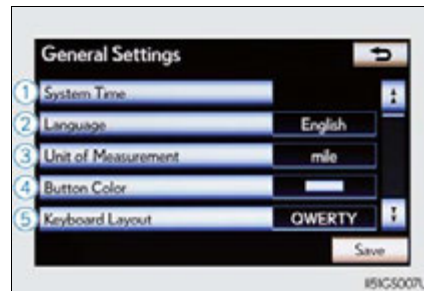 General Settings
1 System Time
2 Language English
3 Unit of Measurement mile
4 Button Color
5 Keyboard Layout QWERTY
Save